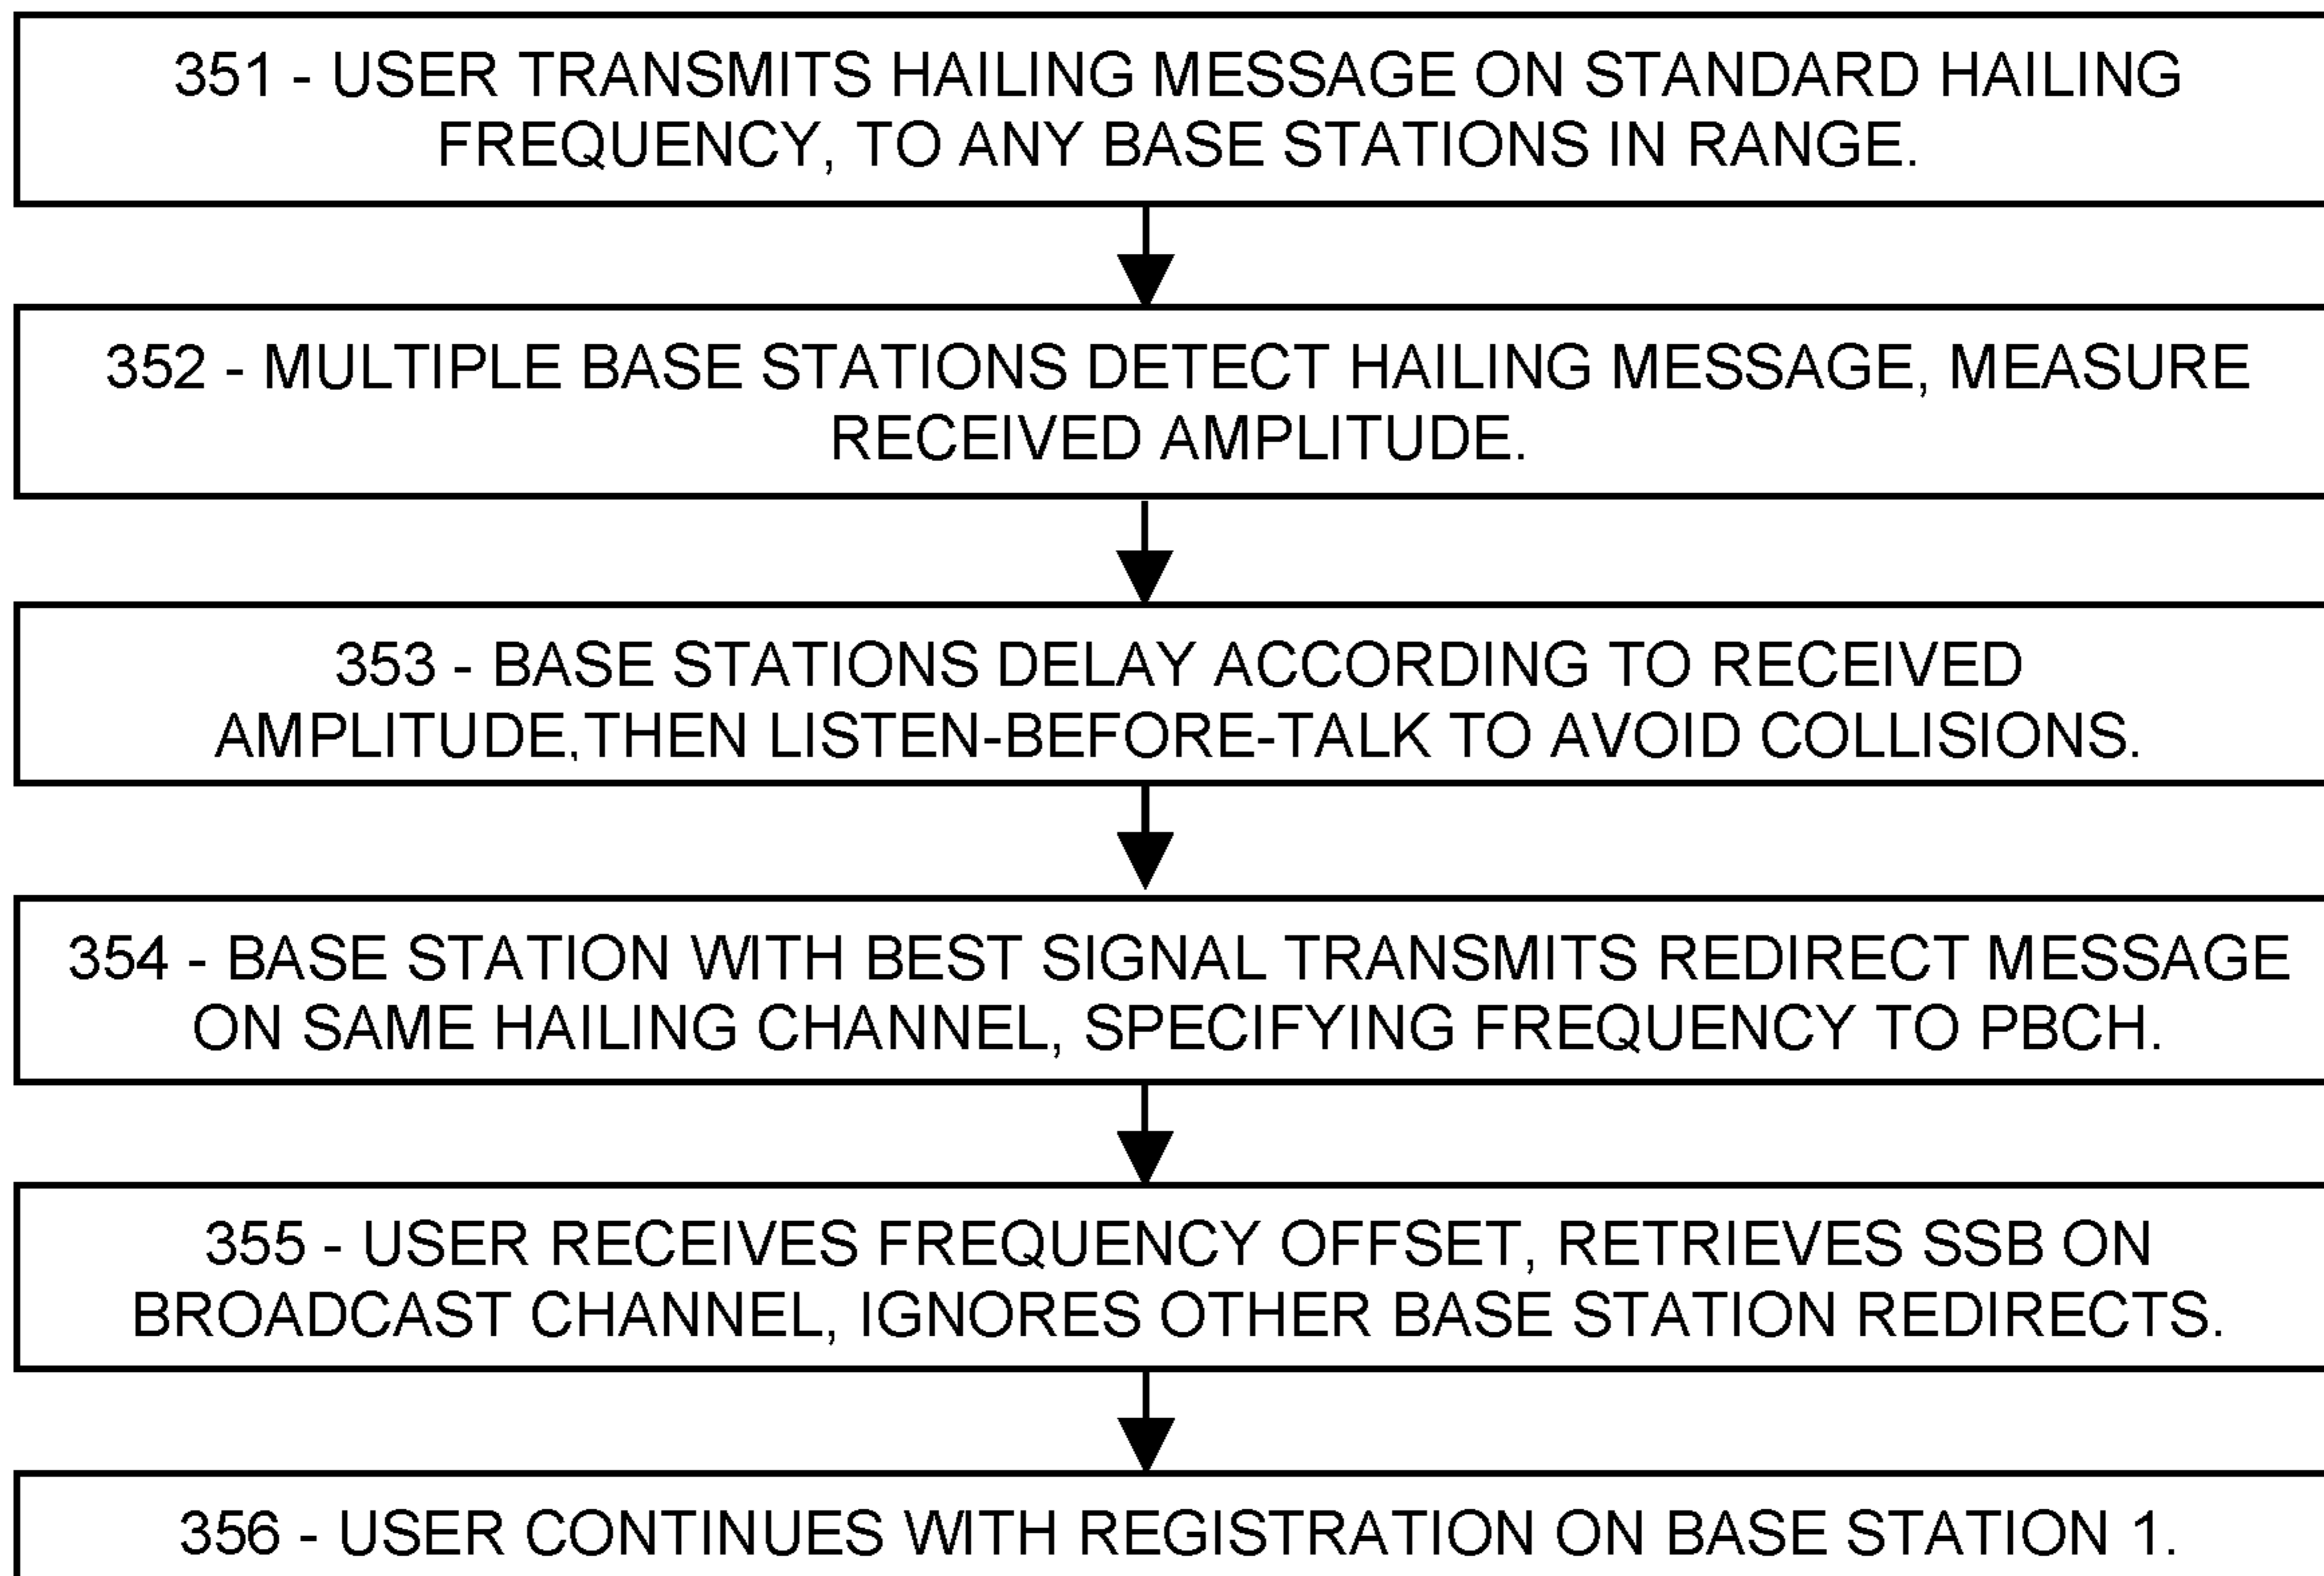 351 - USER TRANSMITS HAILING MESSAGE ON STANDARD HAILING
FREQUENCY, TO ANY BASE STATIONS IN RANGE.
352 - MULTIPLE BASE STATIONS DETECT HAILING MESSAGE, MEASURE
RECEIVED AMPLITUDE.
353 - BASE STATIONS DELAY ACCORDING TO RECEIVED
AMPLITUDE,THEN LISTEN-BEFORE-TALK TO AVOID COLLISIONS.
354 - BASE STATION WITH BEST SIGNAL TRANSMITS REDIRECT MESSAGE
ON SAME HAILING CHANNEL, SPECIFYING FREQUENCY TO PBCH.
355 - USER RECEIVES FREQUENCY OFFSET, RETRIEVES SSB ON
BROADCAST CHANNEL, IGNORES OTHER BASE STATION REDIRECTS.
356 - USER CONTINUES WITH REGISTRATION ON BASE STATION 1.